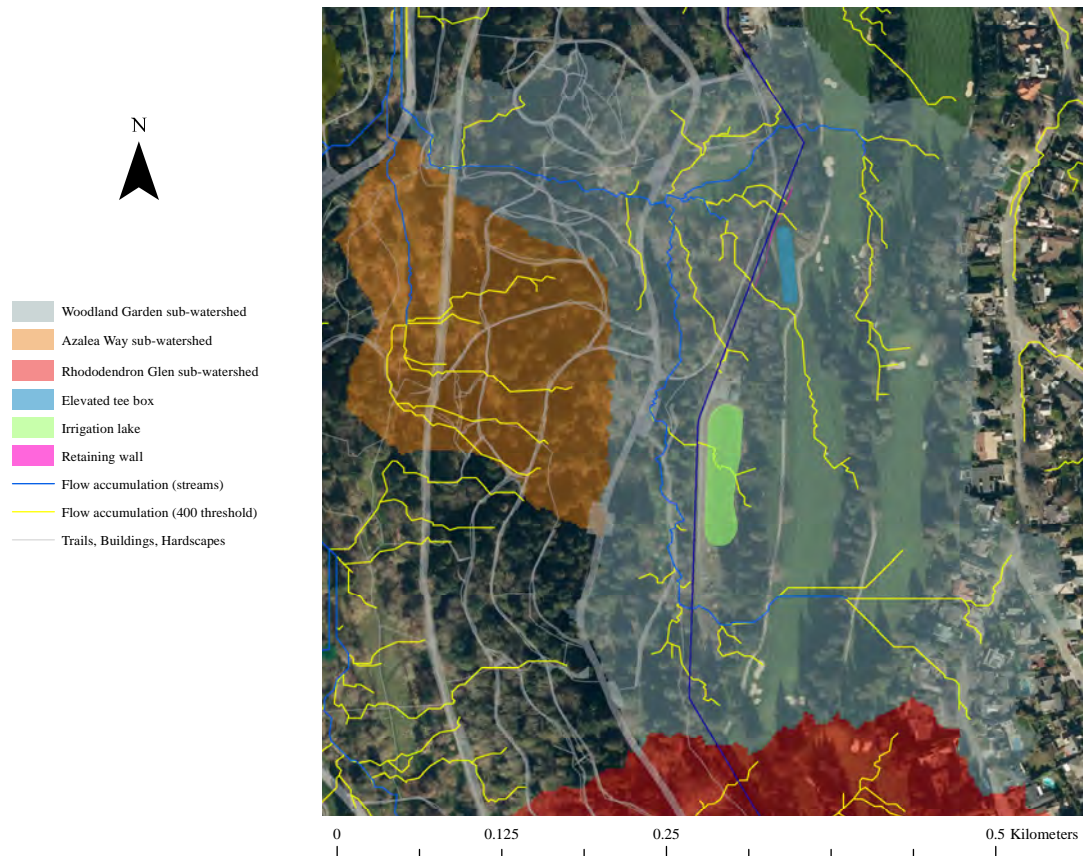 N
Woodland Garden sub-watershed
Azalea Way sub-watershed
Rhododendron Glen sub-watershed
Elevated tee box
Irrigation lake
Retaining wall
Flow accumulation (streams)
Flow accumulation (400 threshold)
Trails, Buildings, Hardscapes
0 0.125 0.25 0.5 Kilometers